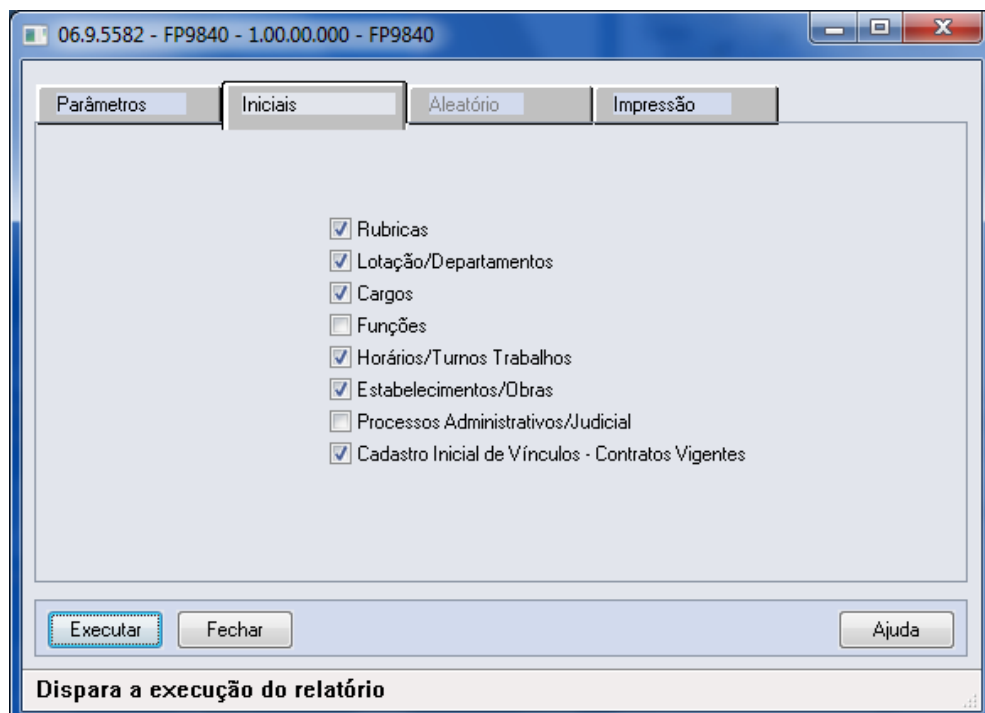 06.9.5582 - FP9840 - 1.00.00.000 - FP9840
Parâmetros Iniciais Aleatório Impressão
Rubricas
Lotação/Departamentos
Cargos
Funções
Horários/Turnos Trabalhos
Estabelecimentos/Obras
Processos Administrativos/Judicial
Cadastro Inicial de Vínculos - Contratos Vigentes
Executar Fechar Ajuda
Dispara a execução do relatório